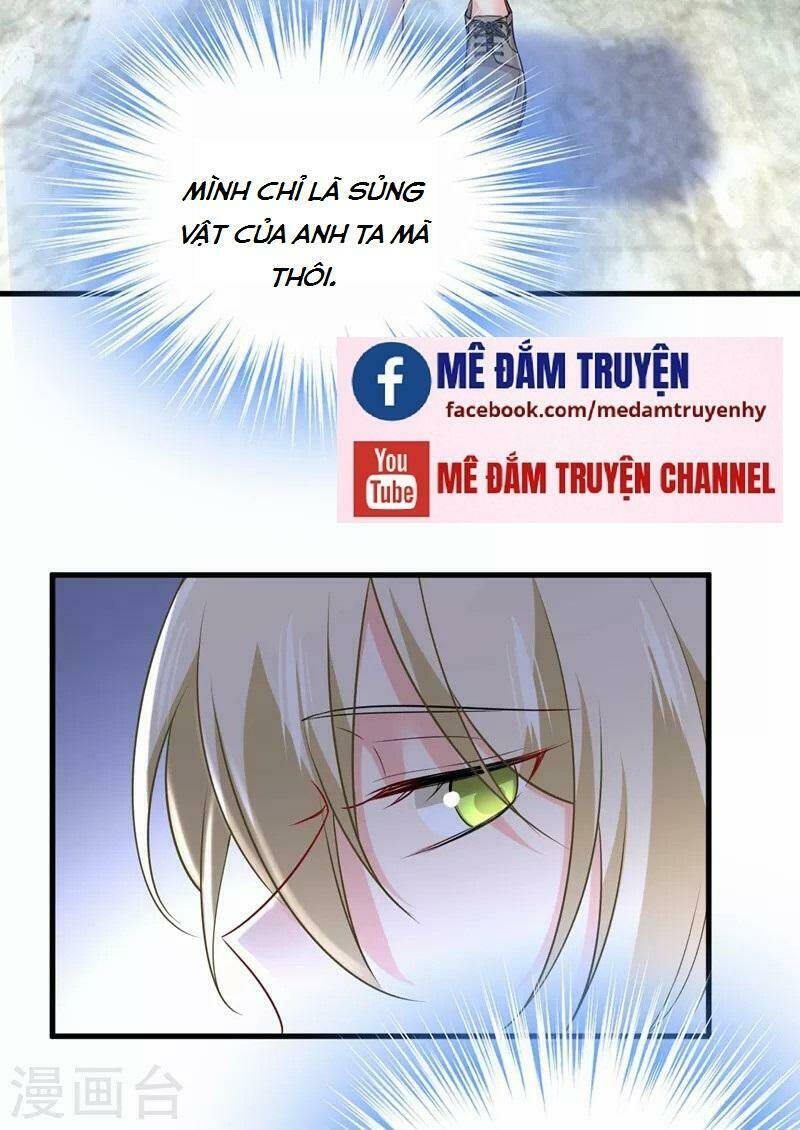 MÌNH CHỈ LÀ SỦNG
VẬT CỦA ANH TA MÀ
THÔI.
f MÊ ĐẮM TRUYỆN
facebook.com/medamtruyenhy
You
Tube
MÊ ĐẮM TRUYỆN CHANNEL
漫画台